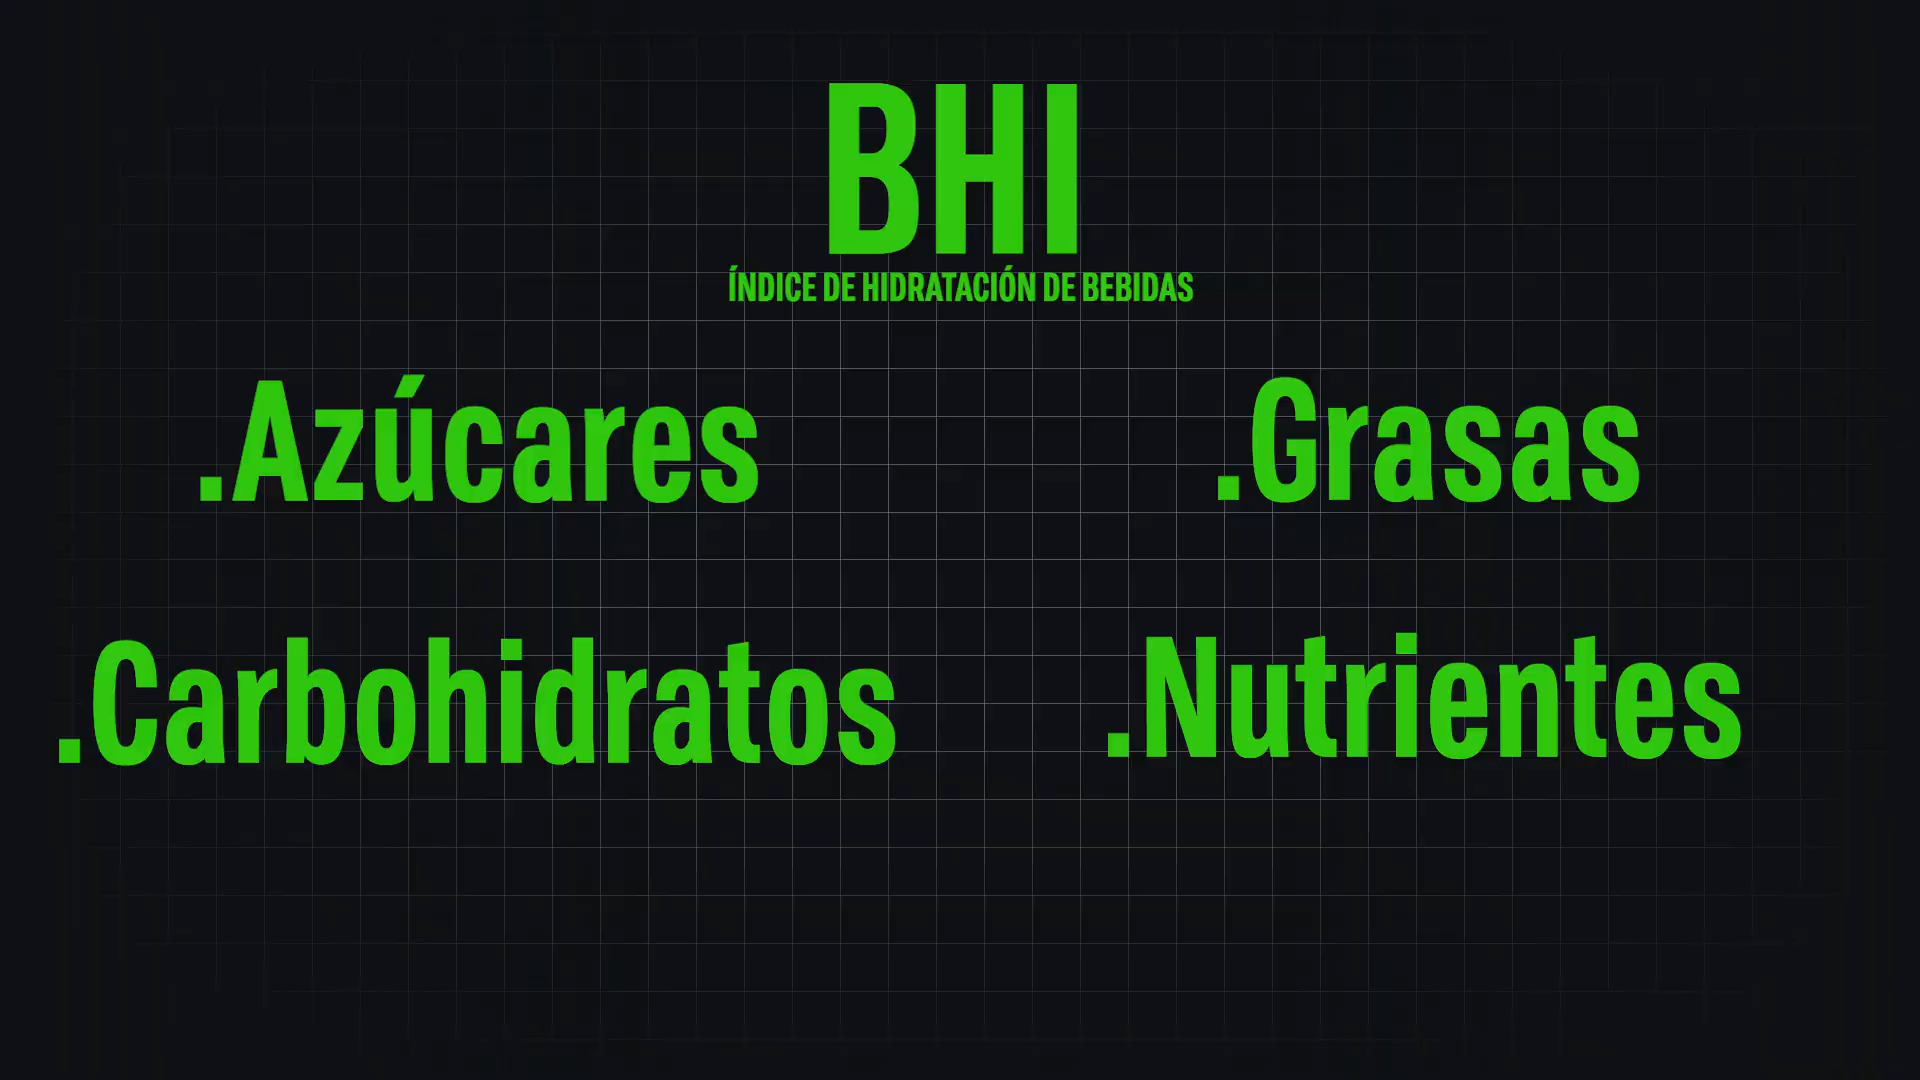 BHI
ÍNDICE DE HIDRATACIÓN DE BEBIDAS
.Azúcares
.Grasas
.Carbohidratos
.Nutrientes